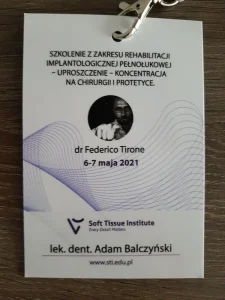 SZKOLENIE Z ZAKRESU REHABILITACJI
IMPLANTOLOGICZNEJ PEŁNOŁUKOWEJ
– UPROSZCZENIE – KONCENTRACJA
NA CHIRURGII I PROTETYCE.
dr Federico Tirone
6-7 maja 2021
Soft Tissue Institute
Every Detail Matters
lek. dent. Adam Balczyński
www.sti.edu.pl